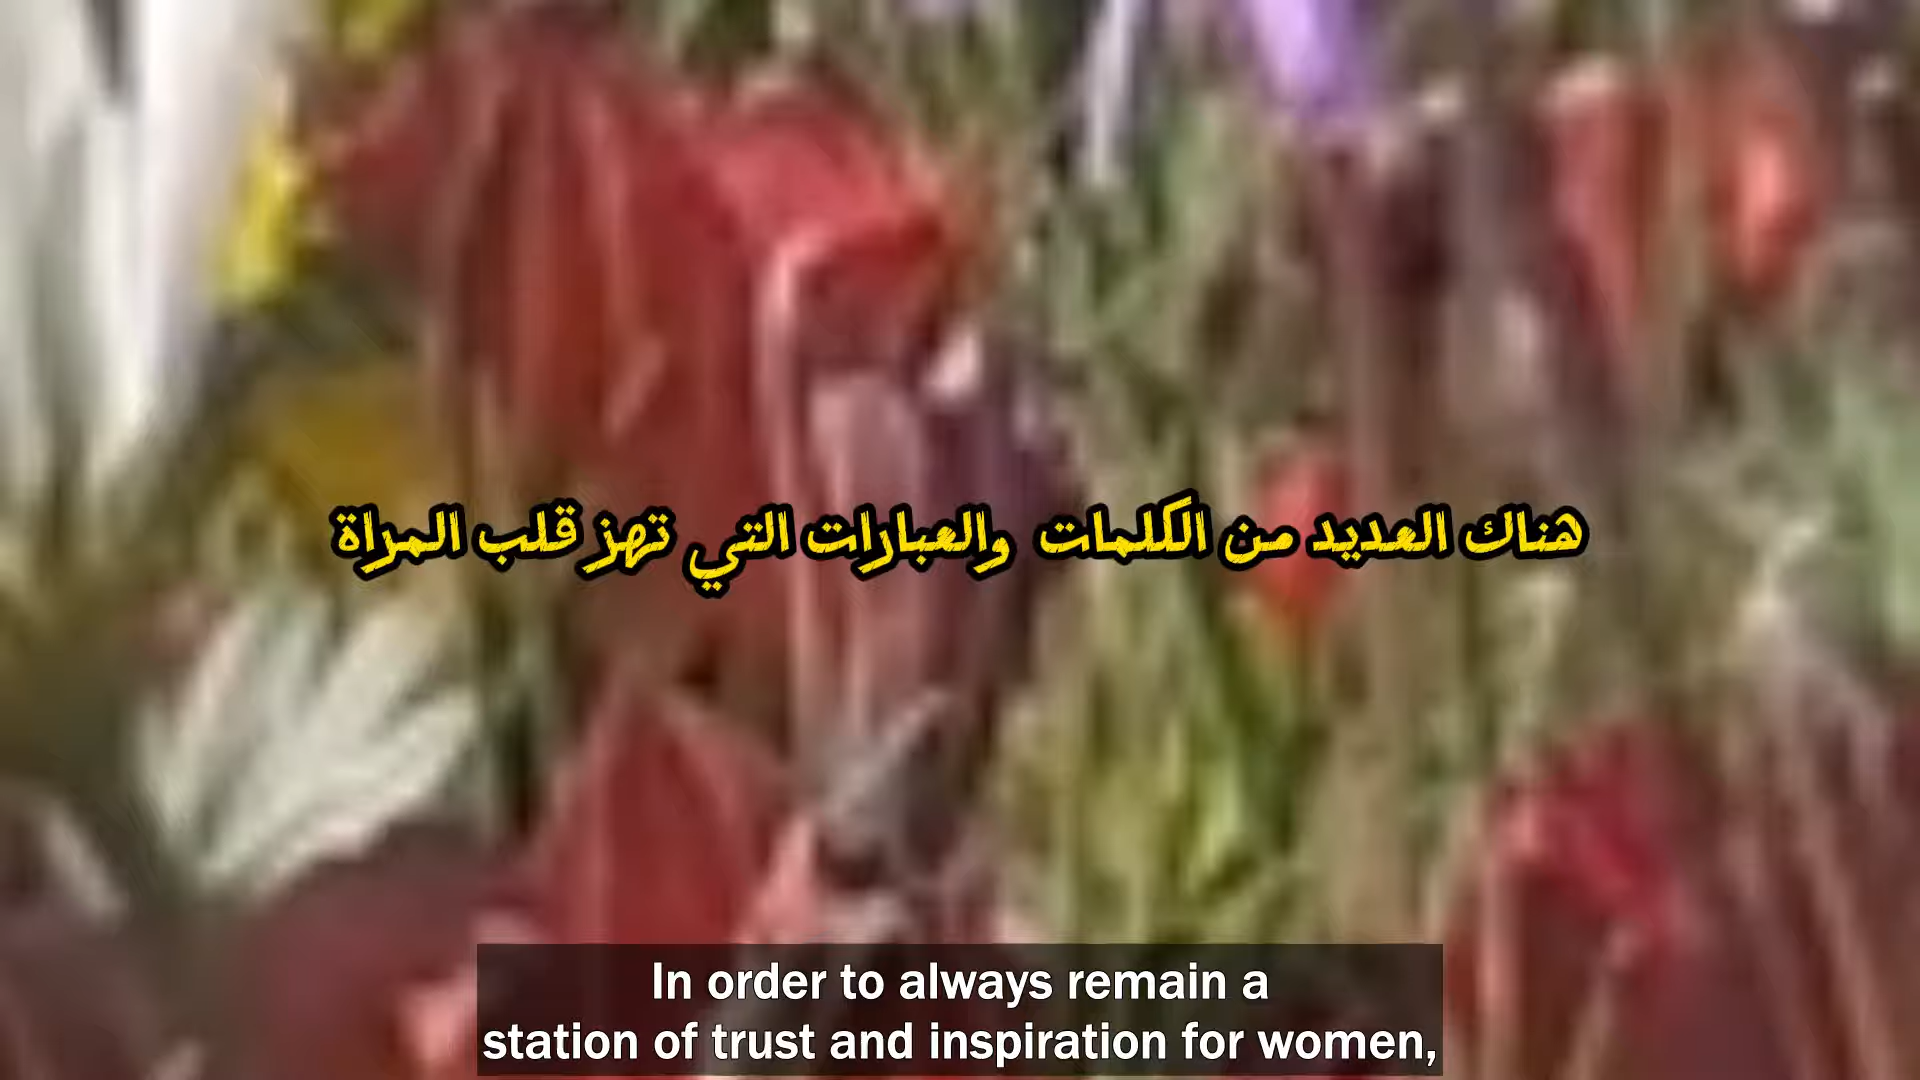 هناك العديد من الكلمات والعبارات التي تهز قلب المراة
In order to always remain a
station of trust and inspiration for women,